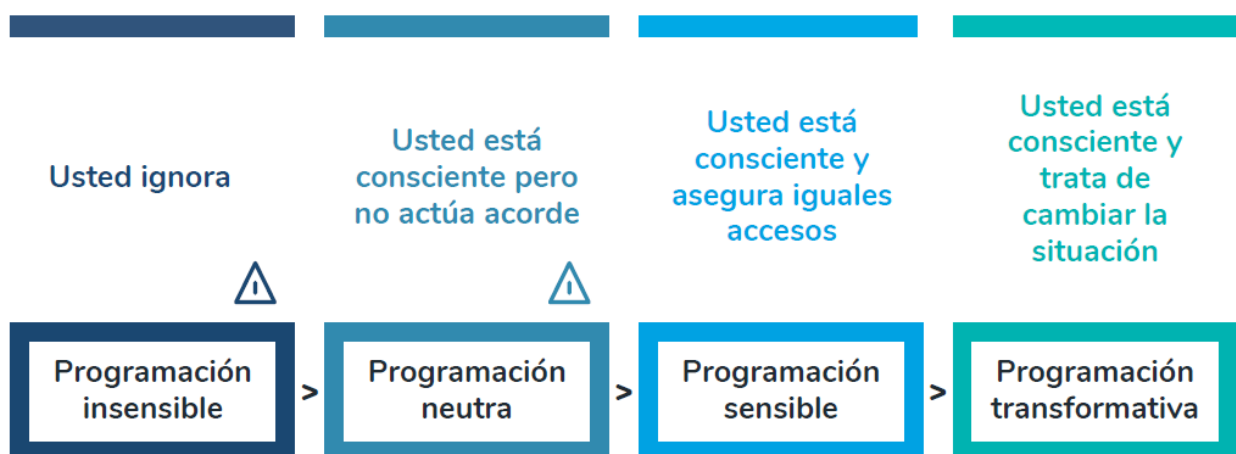 Usted ignora
Usted está
consciente pero
no actúa acorde
Usted está
consciente y
asegura iguales
accesos
Usted está
consciente y
trata de
cambiar la
situación
Programación
insensible
>
Programación
neutra
>
Programación
sensible
>
Programación
transformativa